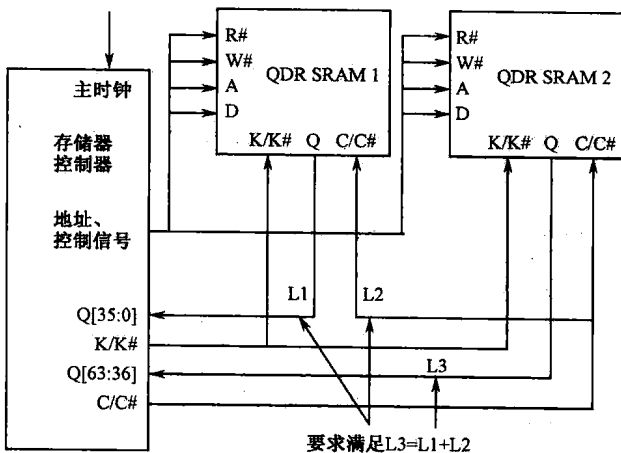 主时钟
存储器
控制器
地址、
控制信号
Q[35:0]
K/K#
Q[63:36]
C/C#
R#
W#
A
D
QDR SRAM 1
K/K# Q C/C#
R#
W#
A
D
QDR SRAM 2
K/K# Q C/C#
L1
L2
L3
要求满足L3=L1+L2